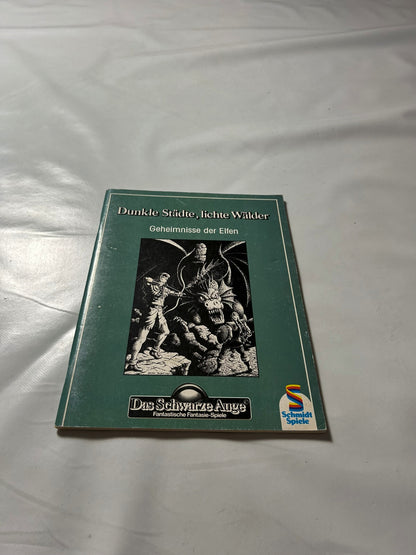 Dunkle Städte, lichte Wälder
Geheimnisse der Elfen
Das Schwarze Auge
Fantastische Fantasie-Spiele
Schmidt
Spiele